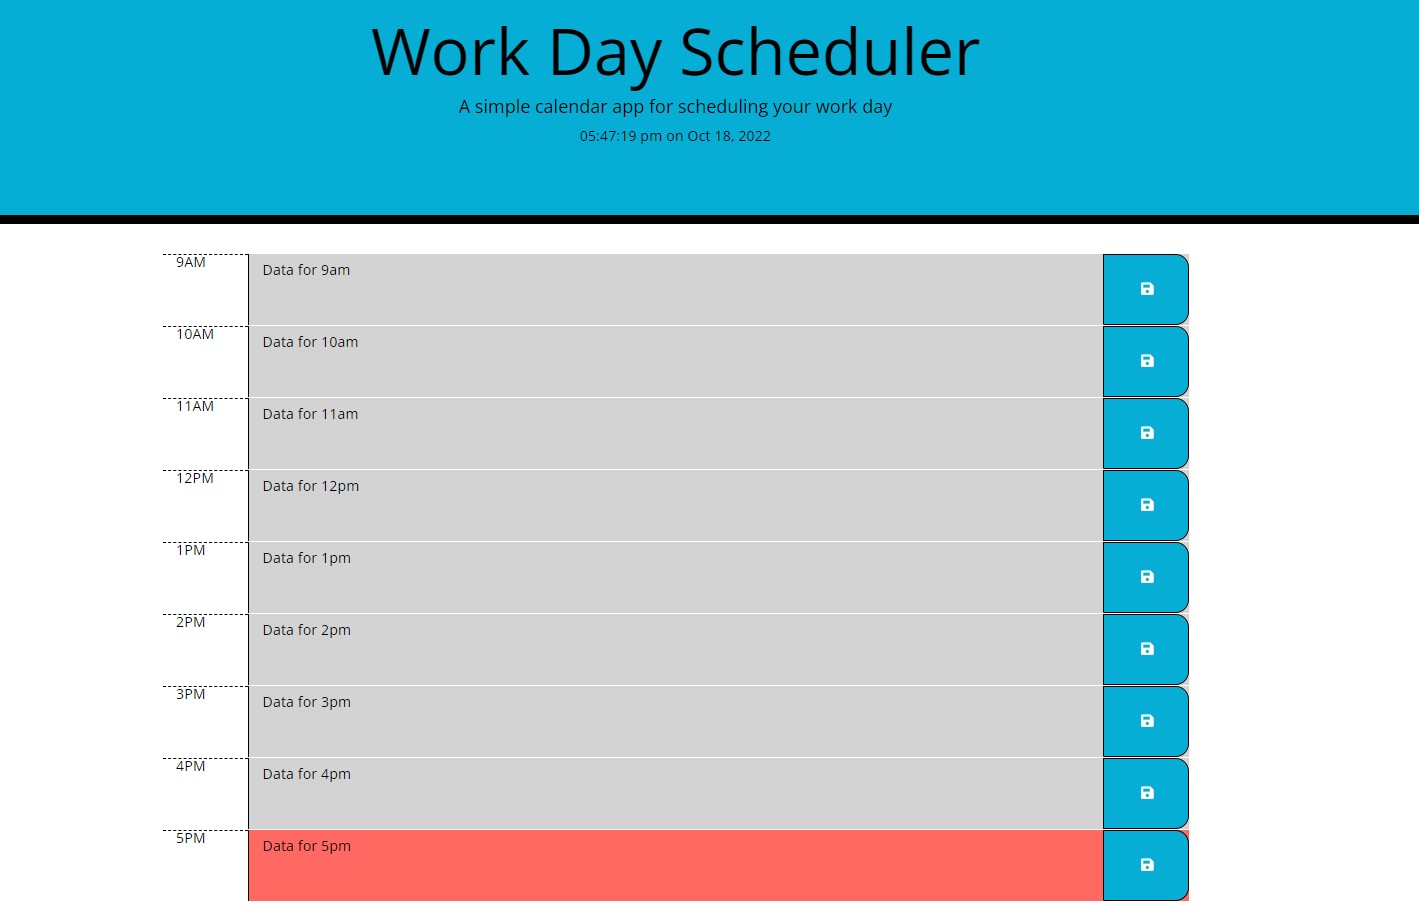 Work Day Scheduler
A simple calendar app for scheduling your work day
05:47:19 pm on Oct 18, 2022
9AM
Data for 9am
10AM
Data for 10am
11AM
Data for 11am
12PM
Data for 12pm
1PM
Data for 1pm
2PM
Data for 2pm
3PM
Data for 3pm
4PM
Data for 4pm
5PM
Data for 5pm